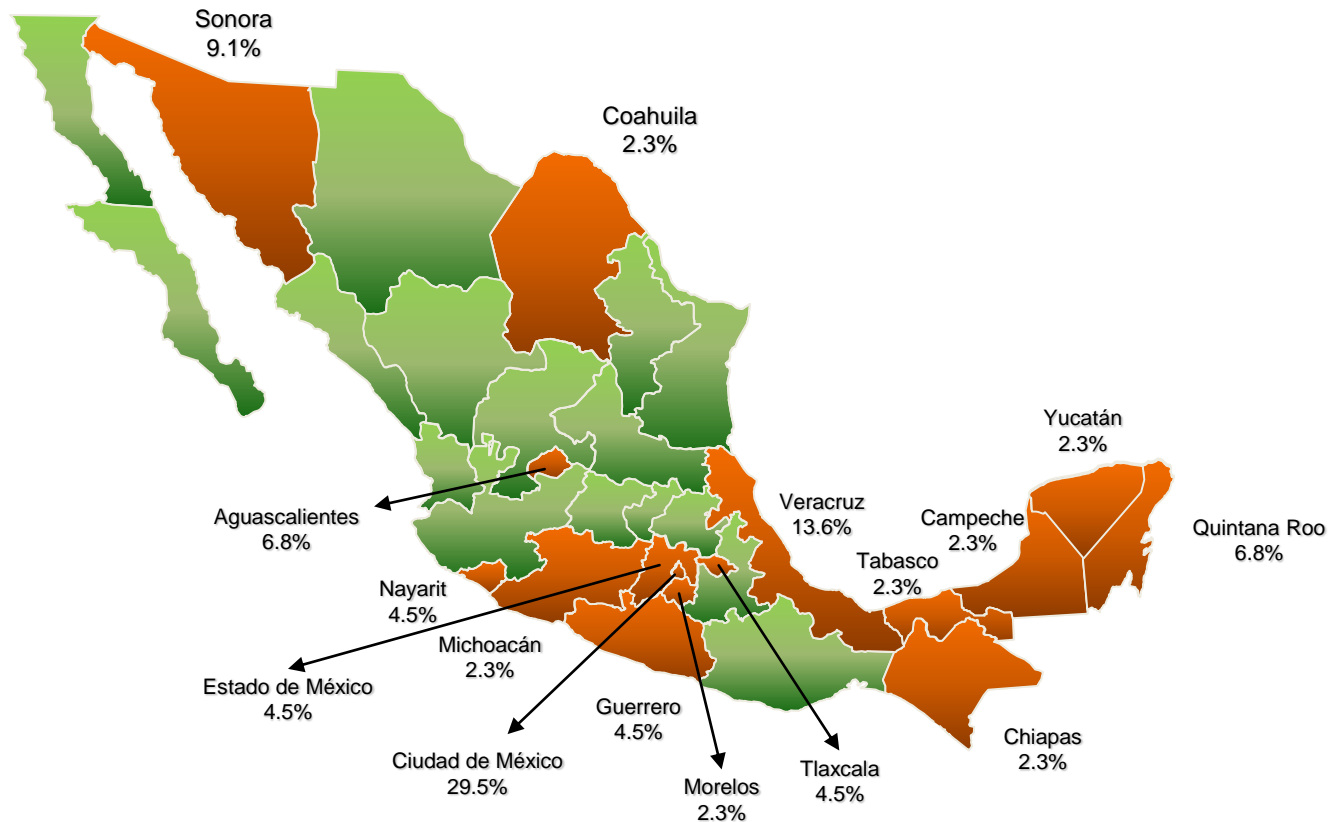 Sonora
9.1%
Coahuila
2.3%
Yucatán
2.3%
Veracruz
13.6%
Campeche
2.3%
Quintana Roo
6.8%
Tabasco
2.3%
Aguascalientes
6.8%
Nayarit
4.5%
Michoacán
2.3%
Estado de México
4.5%
Guerrero
4.5%
Chiapas
2.3%
Ciudad de México
29.5%
Tlaxcala
4.5%
Morelos
2.3%